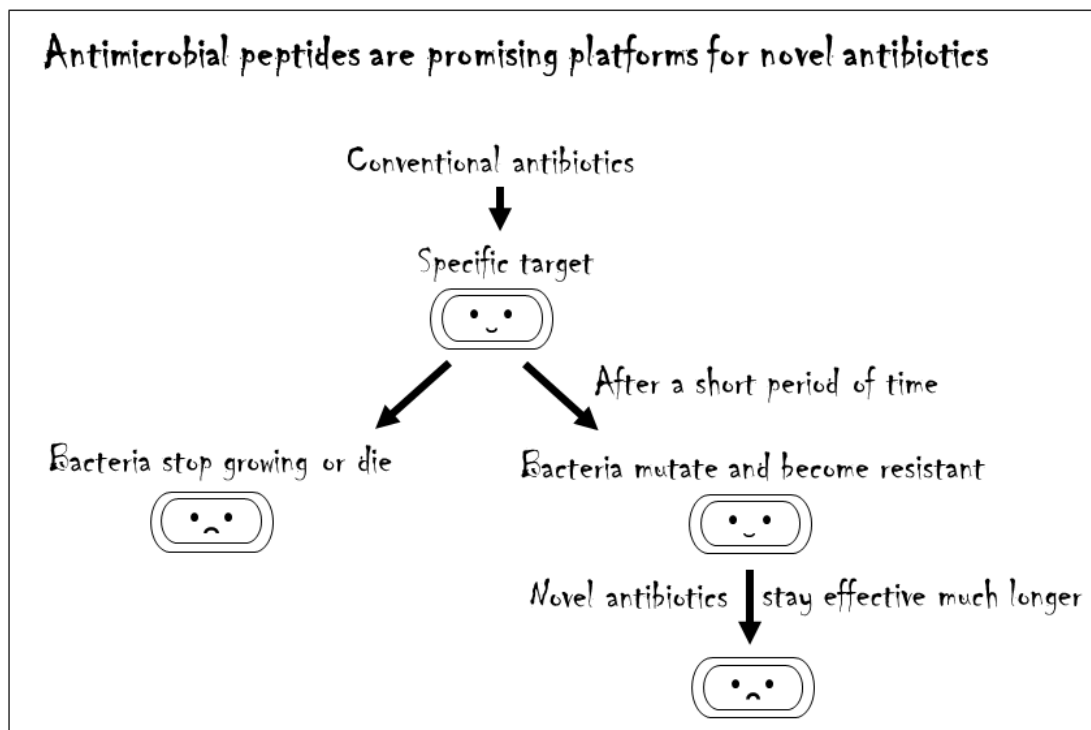 Antimicrobial peptides are promising platforms for novel antibiotics
Conventional antibiotics
Specific target
After a short period of time
Bacteria stop growing or die
Bacteria mutate and become resistant
Novel antibiotics stay effective much longer